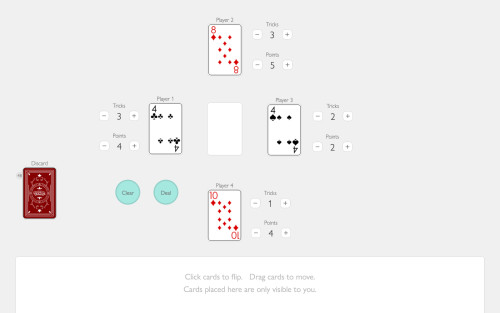 Player 2
8
8
Tricks
− 3 +
Points
− 5 +
Player 1
4
4
Tricks
− 3 +
Points
− 4 +
Player 3
4
4
Tricks
− 2 +
Points
− 2 +
Discard
Clear
Deal
Player 4
10
10
Tricks
− 1 +
Points
− 4 +
Click cards to flip. Drag cards to move.
Cards placed here are only visible to you.